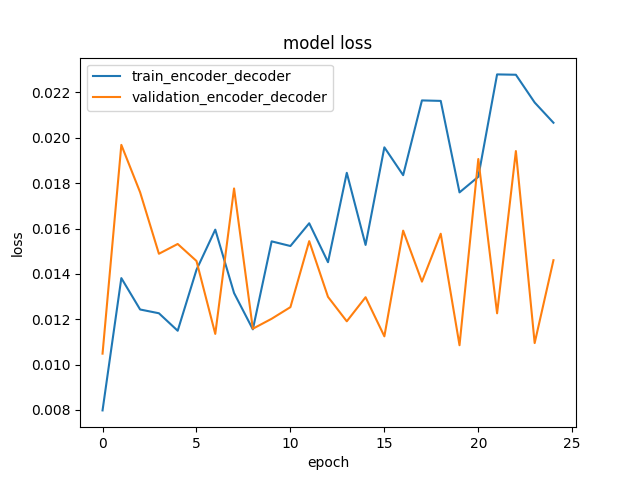 model loss
train_encoder_decoder
validation_encoder_decoder
0.022
0.020
0.018
0.016
0.014
0.012
0.010
0.008
loss
0 5 10 15 20 25
epoch